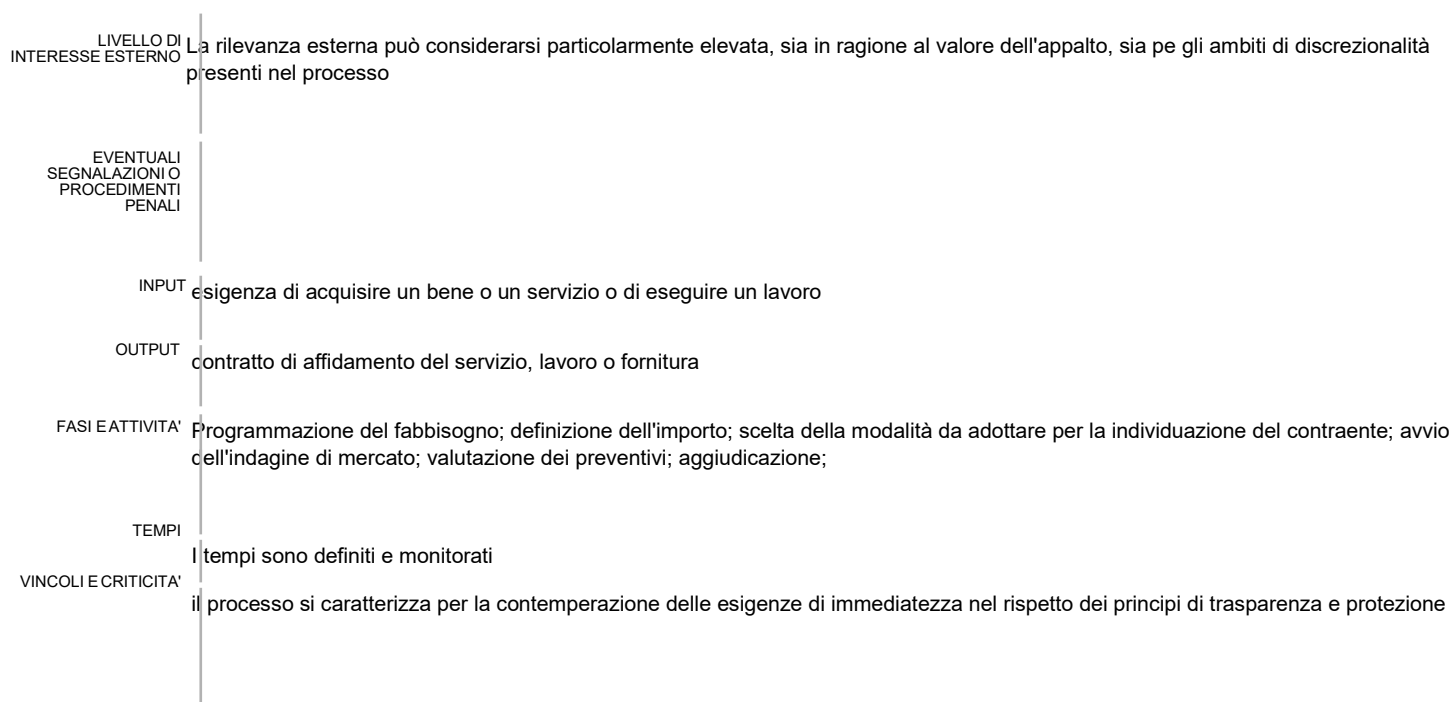 LIVELLO DI
INTERESSE ESTERNO
La rilevanza esterna può considerarsi particolarmente elevata, sia in ragione al valore dell'appalto, sia pe gli ambiti di discrezionalità
presenti nel processo
EVENTUALI
SEGNALAZIONI O
PROCEDIMENTI
PENALI
INPUT
esigenza di acquisire un bene o un servizio o di eseguire un lavoro
OUTPUT
contratto di affidamento del servizio, lavoro o fornitura
FASI E ATTIVITA'
Programmazione del fabbisogno; definizione dell'importo; scelta della modalità da adottare per la individuazione del contraente; avvio
dell'indagine di mercato; valutazione dei preventivi; aggiudicazione;
TEMPI
I tempi sono definiti e monitorati
VINCOLI E CRITICITA'
il processo si caratterizza per la contemperazione delle esigenze di immediatezza nel rispetto dei principi di trasparenza e protezione